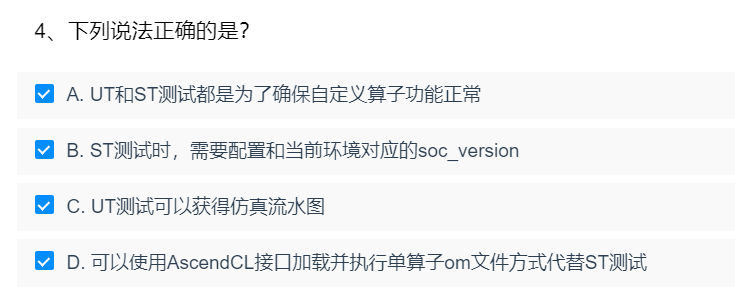 4、下列说法正确的是？
A. UT和ST测试都是为了确保自定义算子功能正常
B. ST测试时，需要配置和当前环境对应的soc_version
C. UT测试可以获得仿真流水图
D. 可以使用AscendCL接口加载并执行单算子om文件方式代替ST测试